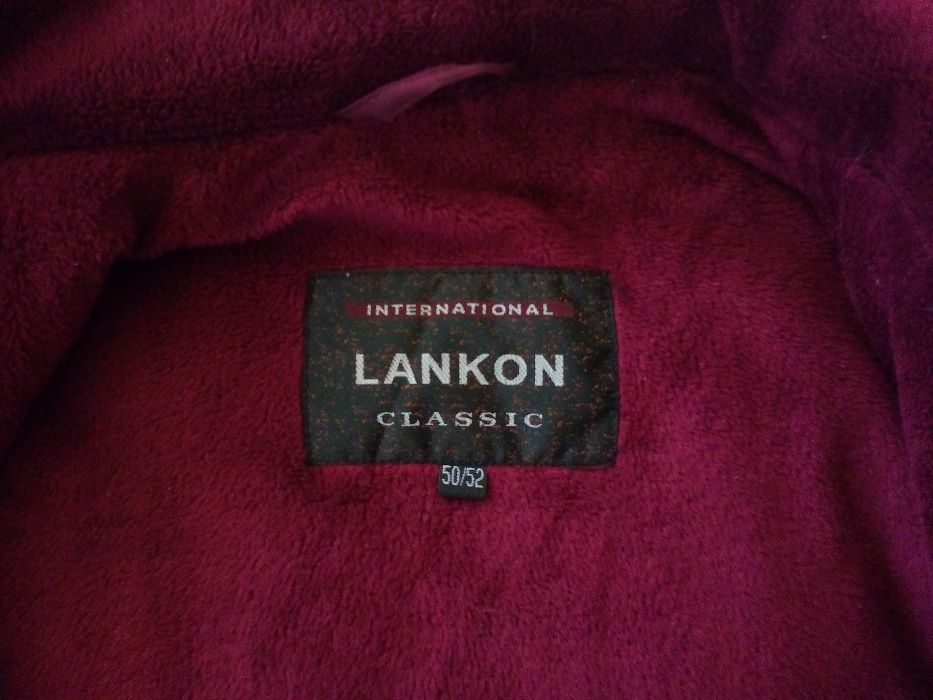 INTERNATIONAL
LANKON
CLASSIC
50/52